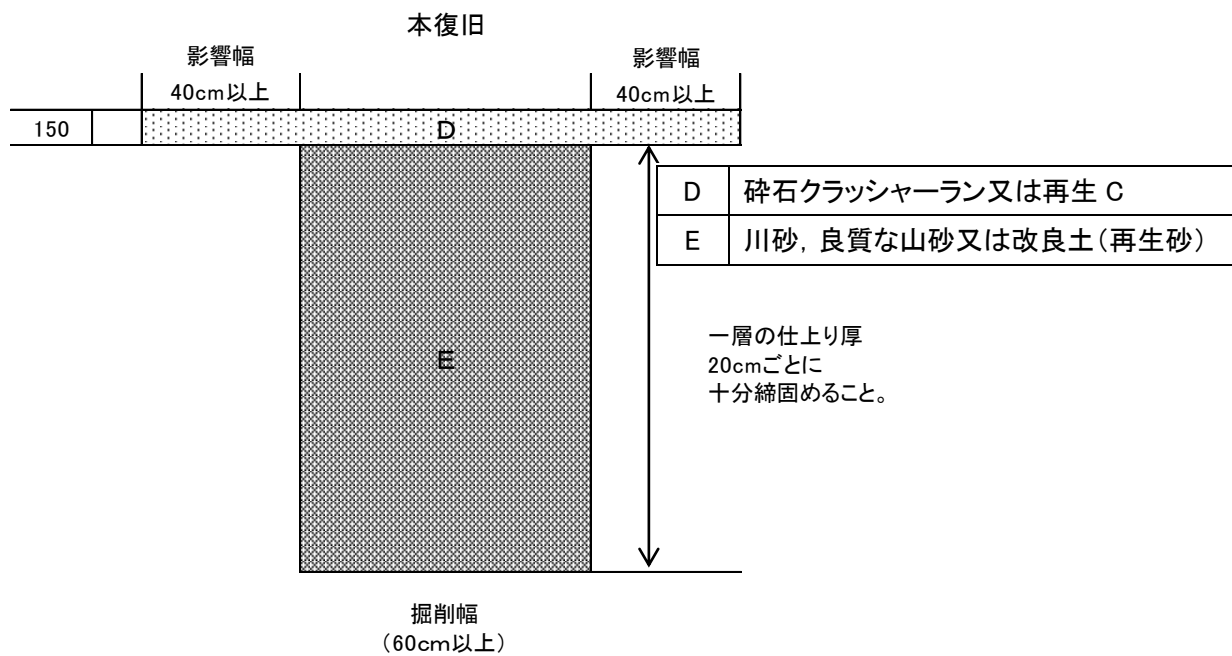 本復旧
影響幅
40cm以上
影響幅
40cm以上
150
D
D 砕石クラッシャーラン又は再生 C
E 川砂，良質な山砂又は改良土（再生砂）
E
一層の仕上り厚
20cmごとに
十分締固めること。
掘削幅
（60cm以上）